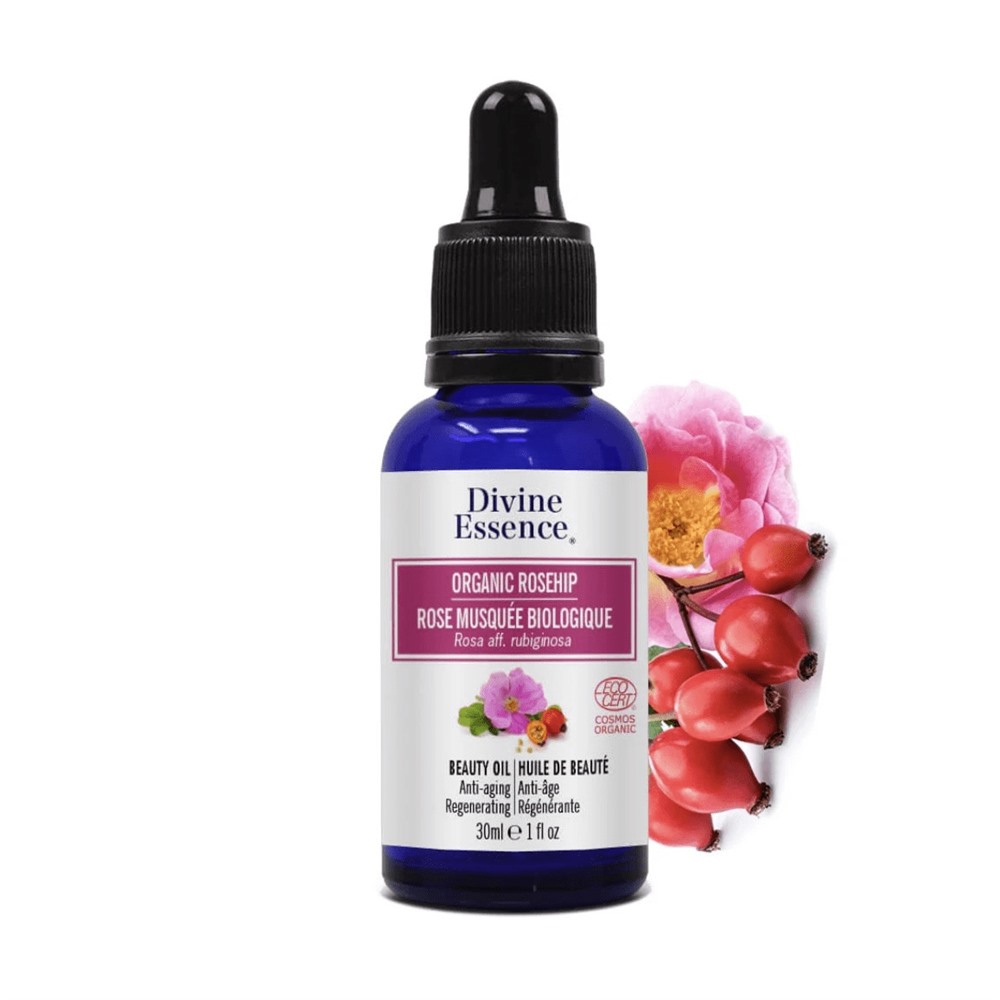 Divine
Essence®
ORGANIC ROSEHIP
ROSE MUSQUÉE BIOLOGIQUE
Rosa aff. rubiginosa
ECO
CERT®
COSMOS
ORGANIC
BEAUTY OIL | HUILE DE BEAUTÉ
Anti-aging | Anti-âge
Regenerating | Régénérante
30ml ℮ 1 fl oz